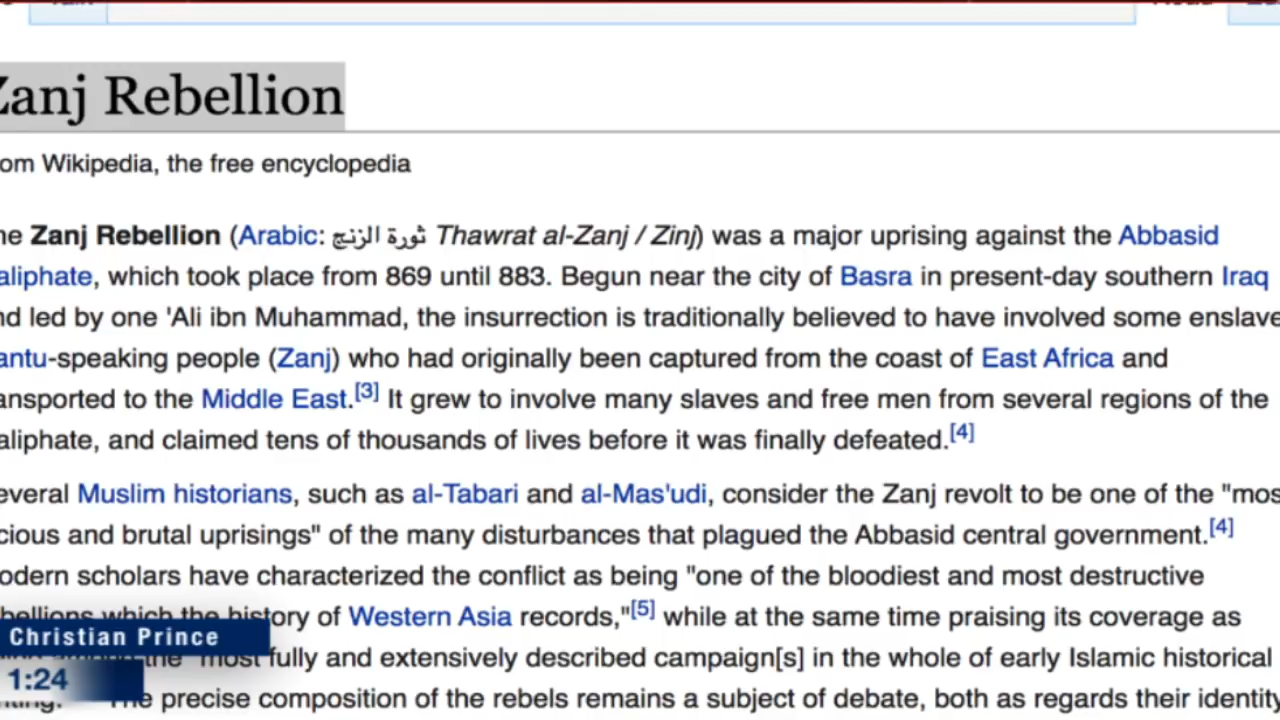 Zanj Rebellion
om Wikipedia, the free encyclopedia
he Zanj Rebellion (Arabic: ثورة الزنج Thawrat al-Zanj / Zinj) was a major uprising against the Abbasid
aliphate, which took place from 869 until 883. Begun near the city of Basra in present-day southern Iraq
nd led by one 'Ali ibn Muhammad, the insurrection is traditionally believed to have involved some enslave
antu-speaking people (Zanj) who had originally been captured from the coast of East Africa and
ansported to the Middle East.[3] It grew to involve many slaves and free men from several regions of the
aliphate, and claimed tens of thousands of lives before it was finally defeated.[4]
everal Muslim historians, such as al-Tabari and al-Mas'udi, consider the Zanj revolt to be one of the "mos
cious and brutal uprisings" of the many disturbances that plagued the Abbasid central government.[4]
odern scholars have characterized the conflict as being "one of the bloodiest and most destructive
bellions which the history of Western Asia records,"[5] while at the same time praising its coverage as
Christian Prince
the "most fully and extensively described campaign[s] in the whole of early Islamic historical
1:24
precise composition of the rebels remains a subject of debate, both as regards their identity